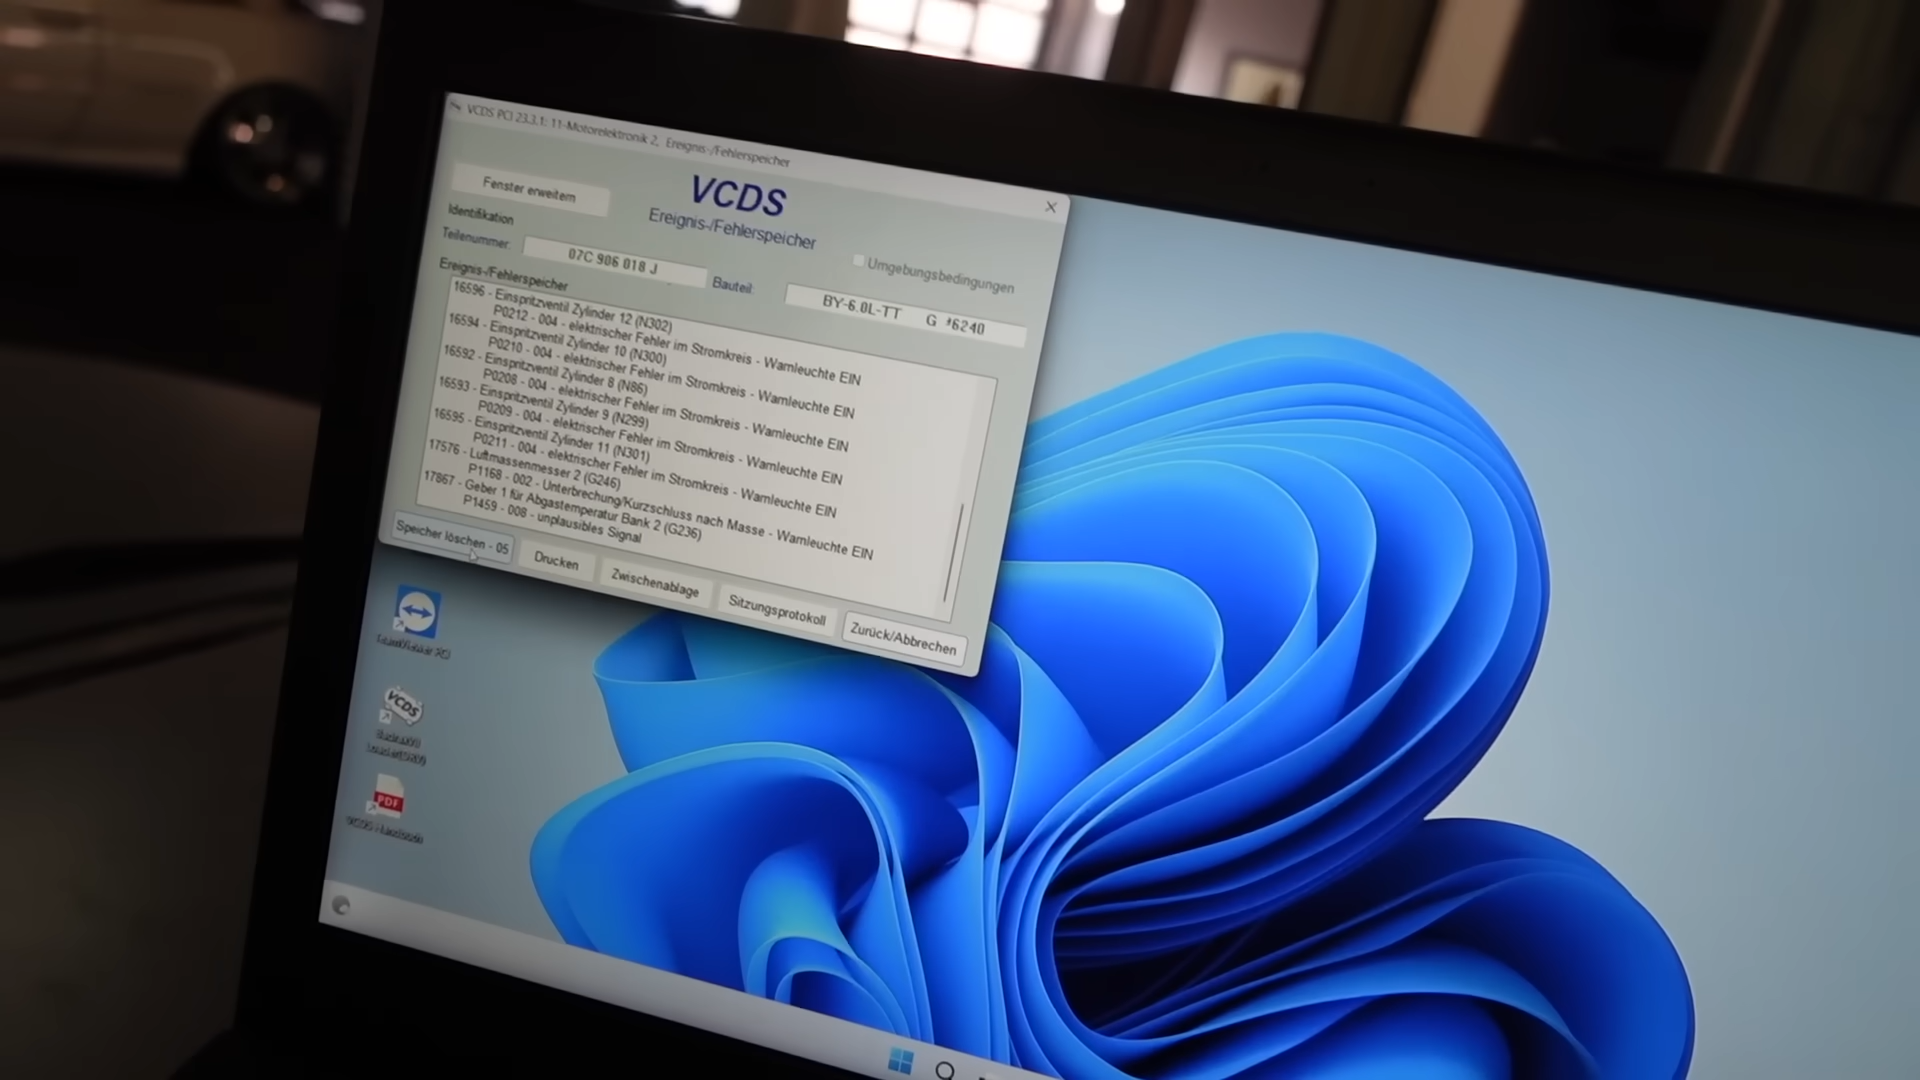 VCDS PCI 23.3.1: 11-Motorelektronik 2, Ereignis-/Fehlerspeicher
Fenster erweitern
VCDS
Ereignis-/Fehlerspeicher
Identifikation
Teilenummer:
07C 906 018 J
Bauteil:
BY-6.0L-TT G *6240
Umgebungsbedingungen
Ereignis-/Fehlerspeicher
16596 - Einspritzventil Zylinder 12 (N302)
P0212 - 004 - elektrischer Fehler im Stromkreis - Warnleuchte EIN
16594 - Einspritzventil Zylinder 10 (N300)
P0210 - 004 - elektrischer Fehler im Stromkreis - Warnleuchte EIN
16592 - Einspritzventil Zylinder 8 (N86)
P0208 - 004 - elektrischer Fehler im Stromkreis - Warnleuchte EIN
16593 - Einspritzventil Zylinder 9 (N299)
P0209 - 004 - elektrischer Fehler im Stromkreis - Warnleuchte EIN
16595 - Einspritzventil Zylinder 11 (N301)
P0211 - 004 - elektrischer Fehler im Stromkreis - Warnleuchte EIN
17576 - Luftmassenmesser 2 (G246)
P1168 - 002 - Unterbrechung/Kurzschluss nach Masse - Warnleuchte EIN
17867 - Geber 1 für Abgastemperatur Bank 2 (G236)
P1459 - 008 - unplausibles Signal
Speicher löschen - 05
Drucken
Zwischenablage
Sitzungsprotokoll
Zurück/Abbrechen
TeamViewer PCI
VCDS
PDF
VCDS-Handbuch